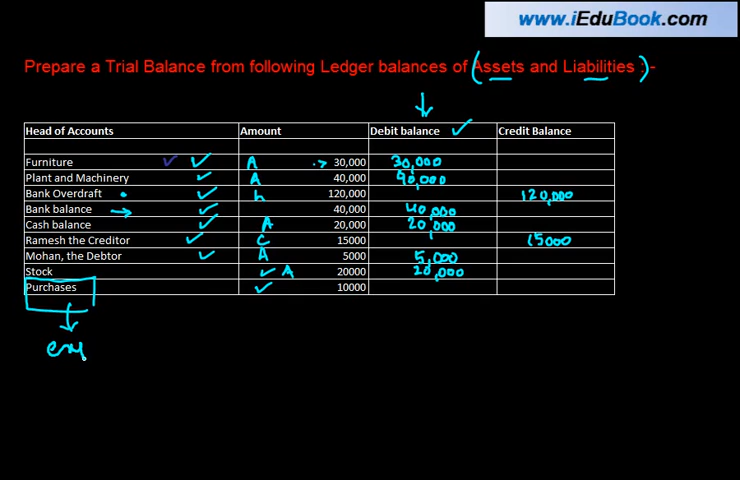 www.iEduBook.com
Prepare a Trial Balance from following Ledger balances of (Assets and Liabilities :)-
Head of Accounts Amount Debit balance Credit Balance
Furniture A 30,000 30,000
Plant and Machinery A 40,000 90,000
Bank Overdraft 120,000 120,000
Bank balance 40,000 40,000
Cash balance A 20,000 20,000
Ramesh the Creditor C 15000 15000
Mohan, the Debtor A 5000 5,000
Stock A 20000 20,000
Purchases 10000